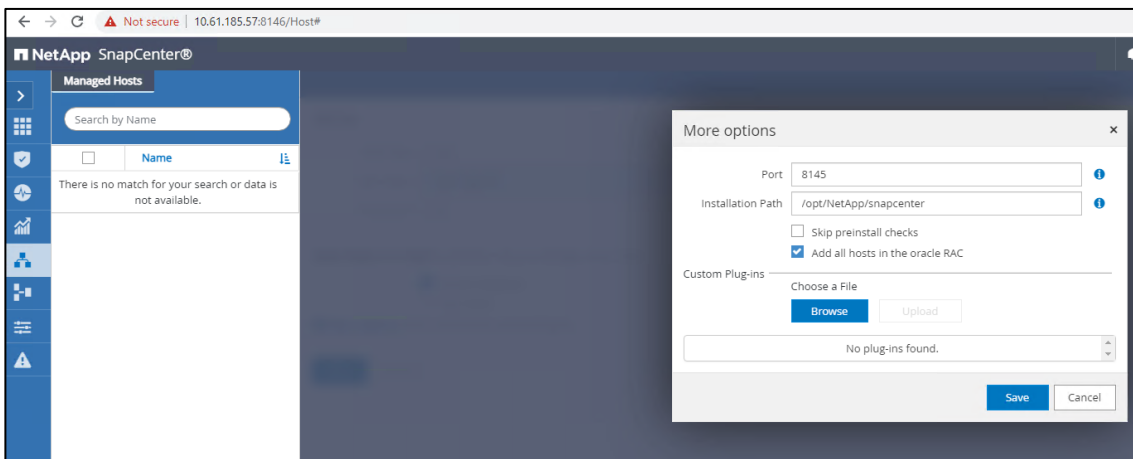 Not secure | 10.61.185.57:8146/Host#
NetApp SnapCenter®
Managed Hosts
Search by Name
Name
There is no match for your search or data is
not available.
More options
×
Port 8145
Installation Path /opt/NetApp/snapcenter
Skip preinstall checks
Add all hosts in the oracle RAC
Custom Plug-ins
Choose a File
Browse Upload
No plug-ins found.
Save Cancel